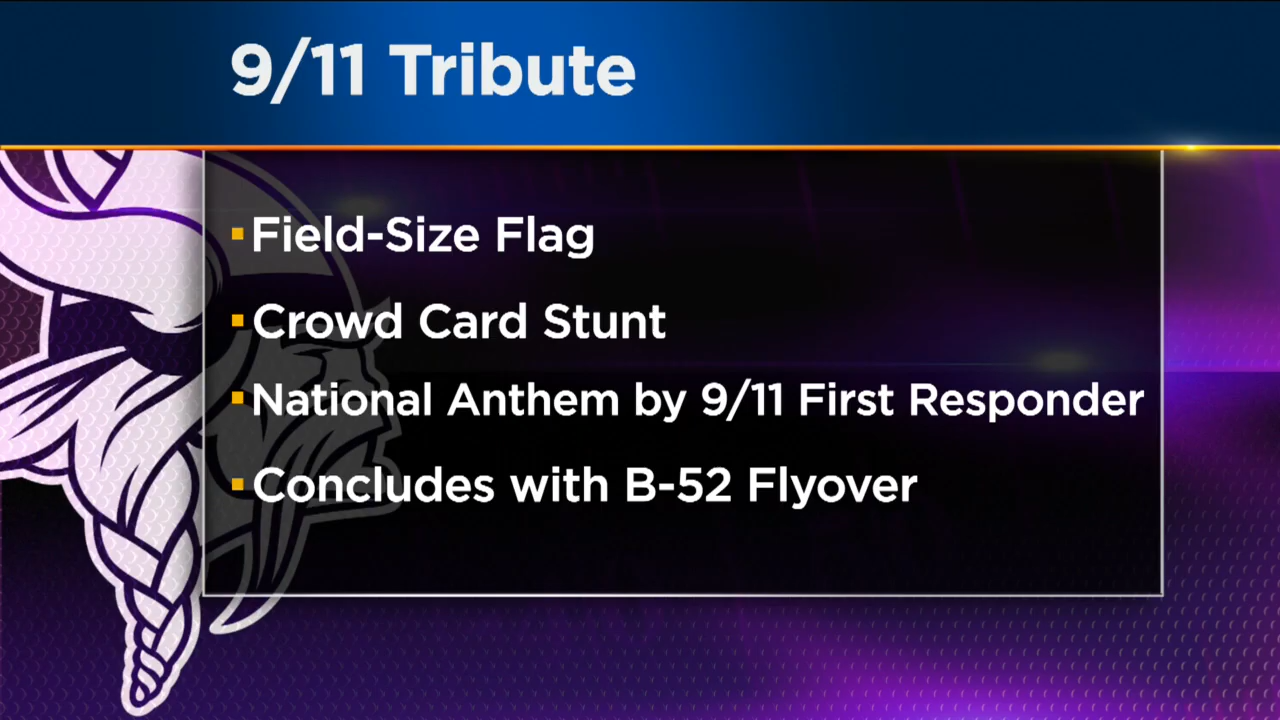 9/11 Tribute
Field-Size Flag
Crowd Card Stunt
National Anthem by 9/11 First Responder
Concludes with B-52 Flyover